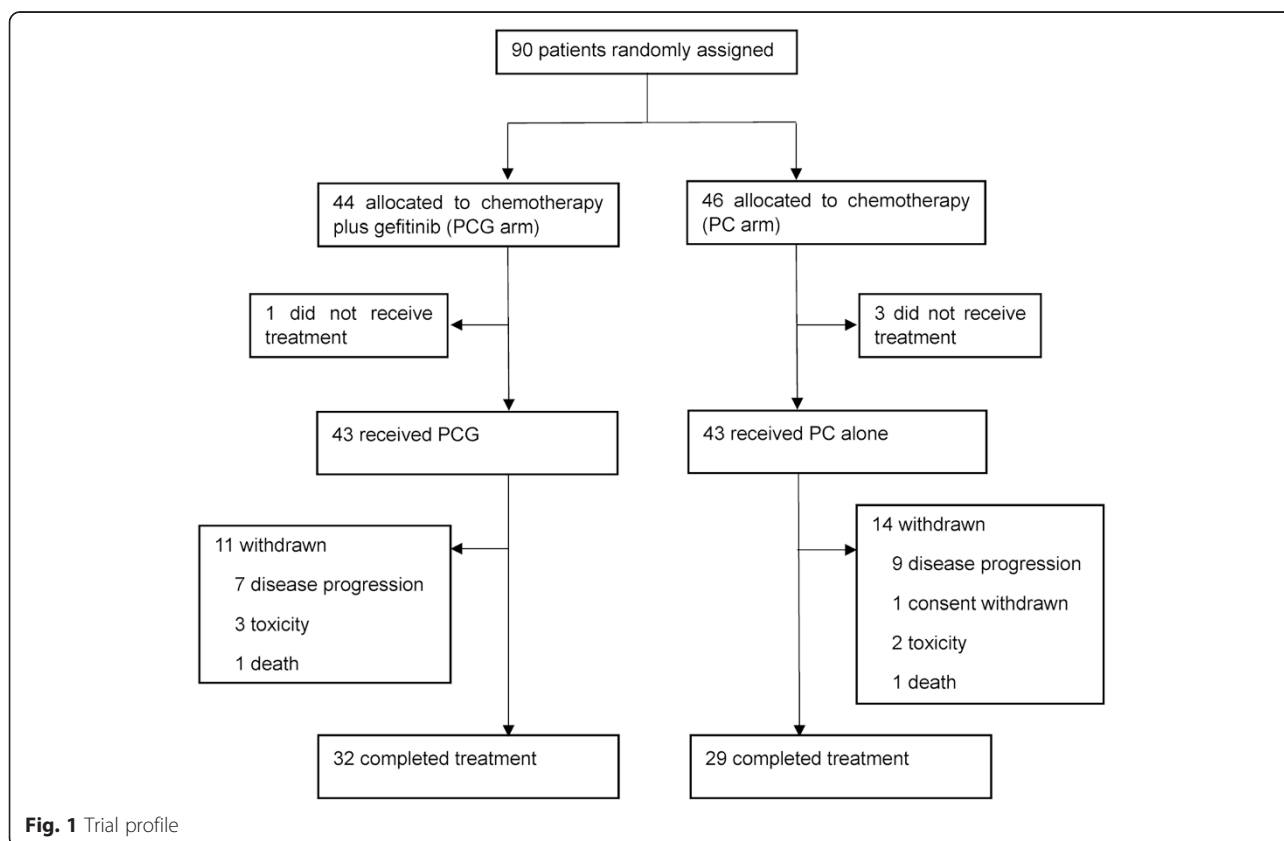 90 patients randomly assigned
44 allocated to chemotherapy
plus gefitinib (PCG arm)
46 allocated to chemotherapy
(PC arm)
1 did not receive
treatment
3 did not receive
treatment
43 received PCG
43 received PC alone
11 withdrawn
7 disease progression
3 toxicity
1 death
14 withdrawn
9 disease progression
1 consent withdrawn
2 toxicity
1 death
32 completed treatment
29 completed treatment
Fig. 1 Trial profile